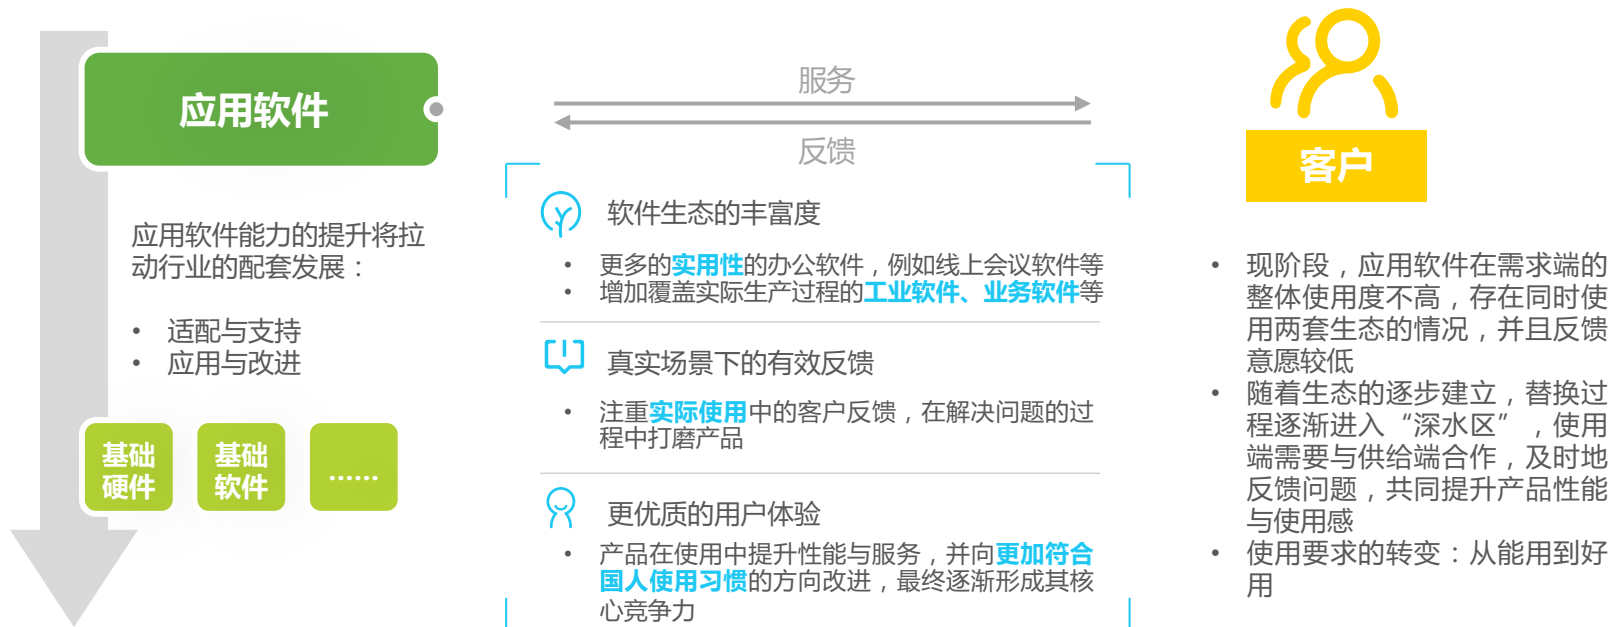 应用软件
应用软件能力的提升将拉
动行业的配套发展：
• 适配与支持
• 应用与改进
基础
硬件
基础
软件
……
服务
反馈
软件生态的丰富度
• 更多的实用性的办公软件，例如线上会议软件等
• 增加覆盖实际生产过程的工业软件、业务软件等
真实场景下的有效反馈
• 注重实际使用中的客户反馈，在解决问题的过
程中打磨产品
更优质的用户体验
• 产品在使用中提升性能与服务，并向更加符合
国人使用习惯的方向改进，最终逐渐形成其核
心竞争力
客户
• 现阶段，应用软件在需求端的
整体使用度不高，存在同时使
用两套生态的情况，并且反馈
意愿较低
• 随着生态的逐步建立，替换过
程逐渐进入“深水区”，使用
端需要与供给端合作，及时地
反馈问题，共同提升产品性能
与使用感
• 使用要求的转变：从能用到好
用